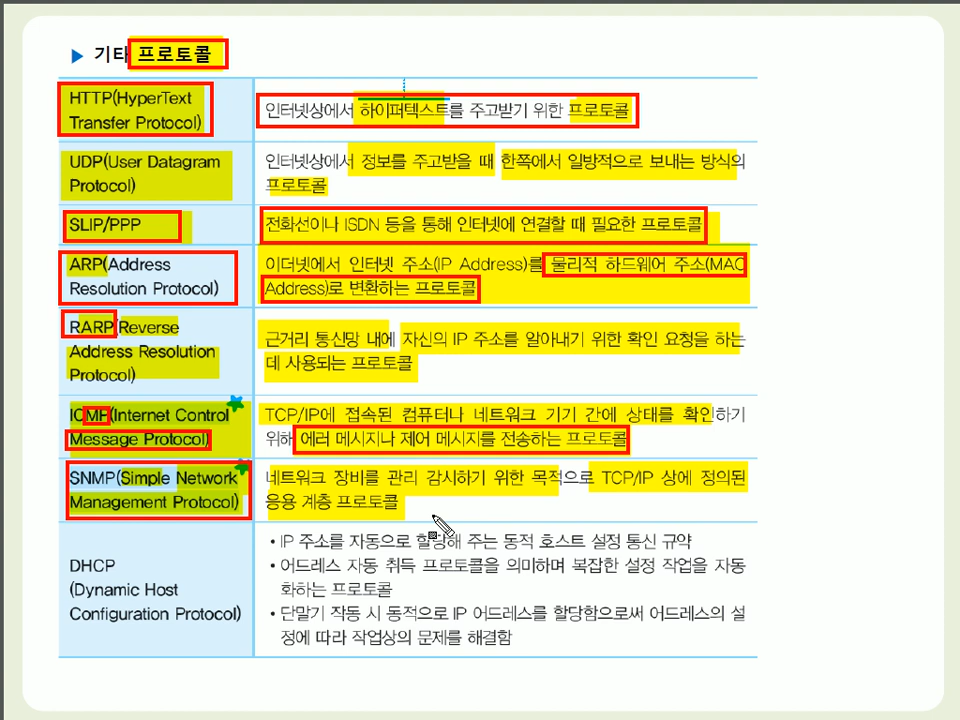 ▶ 기타 프로토콜
HTTP(HyperText
Transfer Protocol)
인터넷상에서 하이퍼텍스트를 주고받기 위한 프로토콜
UDP(User Datagram
Protocol)
인터넷상에서 정보를 주고받을 때 한쪽에서 일방적으로 보내는 방식의
프로토콜
SLIP/PPP
전화선이나 ISDN 등을 통해 인터넷에 연결할 때 필요한 프로토콜
ARP(Address
Resolution Protocol)
이더넷에서 인터넷 주소(IP Address)를 물리적 하드웨어 주소(MAC
Address)로 변환하는 프로토콜
RARP(Reverse
Address Resolution
Protocol)
근거리 통신망 내에 자신의 IP 주소를 알아내기 위한 확인 요청을 하는
데 사용되는 프로토콜
ICMP(Internet Control
Message Protocol)
TCP/IP에 접속된 컴퓨터나 네트워크 기기 간에 상태를 확인하기
위해 에러 메시지나 제어 메시지를 전송하는 프로토콜
SNMP(Simple Network
Management Protocol)
네트워크 장비를 관리 감시하기 위한 목적으로 TCP/IP 상에 정의된
응용 계층 프로토콜
DHCP
(Dynamic Host
Configuration Protocol)
• IP 주소를 자동으로 할당해 주는 동적 호스트 설정 통신 규약
• 어드레스 자동 취득 프로토콜을 의미하며 복잡한 설정 작업을 자동
화하는 프로토콜
• 단말기 작동 시 동적으로 IP 어드레스를 할당함으로써 어드레스의 설
정에 따라 작업상의 문제를 해결함